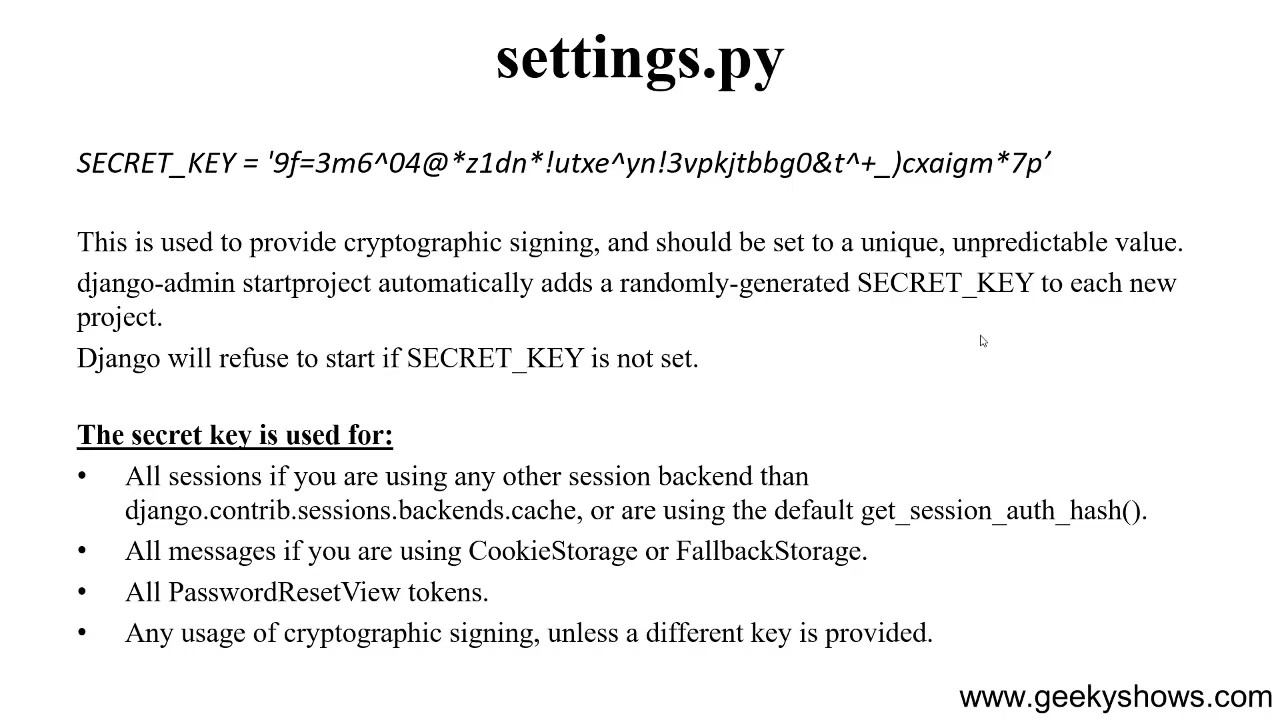 settings.py
SECRET_KEY = '9f=3m6^04@*z1dn*!utxe^yn!3vpkjtbbg0&t^+_)cxaigm*7p’
This is used to provide cryptographic signing, and should be set to a unique, unpredictable value.
django-admin startproject automatically adds a randomly-generated SECRET_KEY to each new
project.
Django will refuse to start if SECRET_KEY is not set.
The secret key is used for:
• All sessions if you are using any other session backend than
django.contrib.sessions.backends.cache, or are using the default get_session_auth_hash().
• All messages if you are using CookieStorage or FallbackStorage.
• All PasswordResetView tokens.
• Any usage of cryptographic signing, unless a different key is provided.
www.geekyshows.com